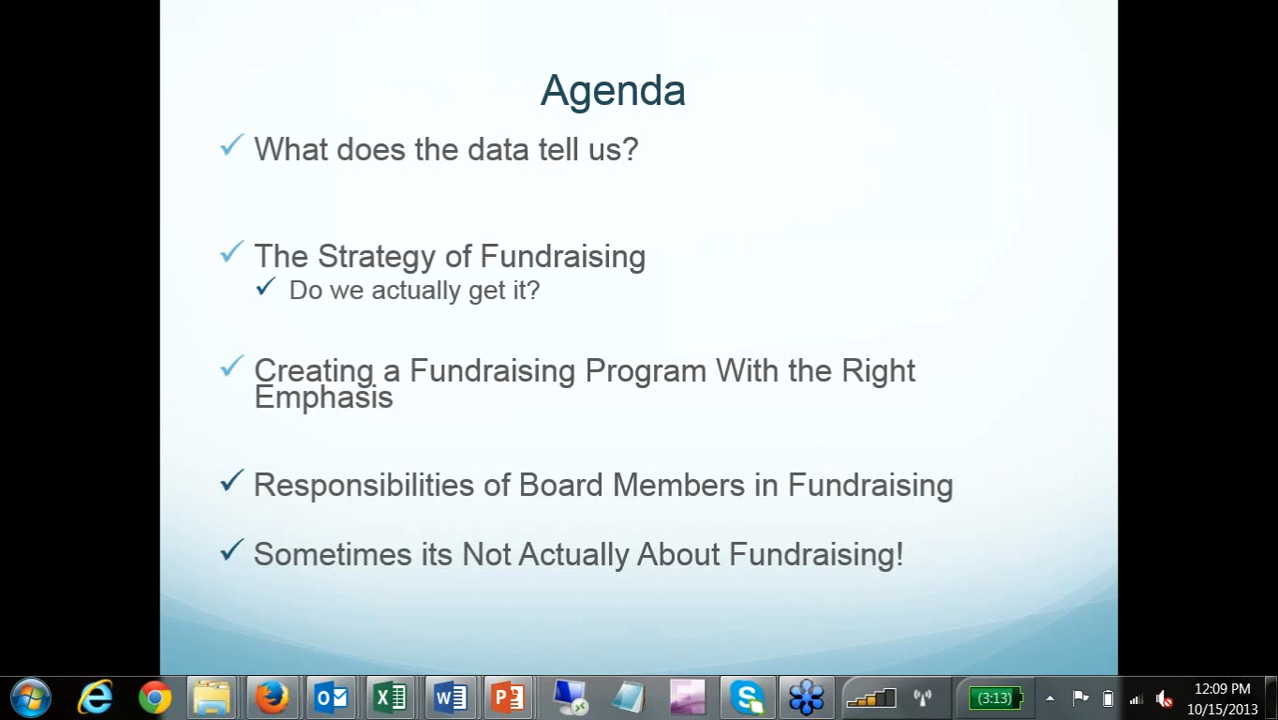 Agenda
What does the data tell us?
The Strategy of Fundraising
Do we actually get it?
Creating a Fundraising Program With the Right
Emphasis
Responsibilities of Board Members in Fundraising
Sometimes its Not Actually About Fundraising!
(3:13)
12:09 PM
10/15/2013